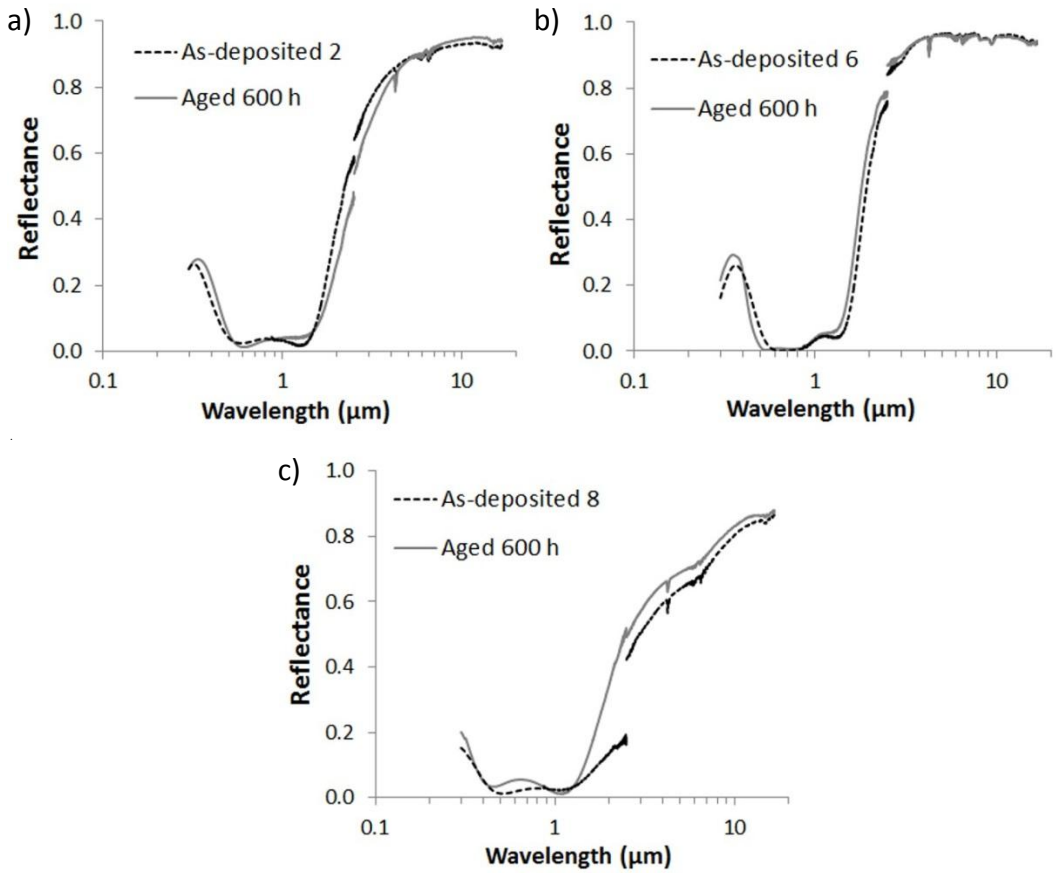 a)
1.0
0.8
0.6
0.4
0.2
0.0
Reflectance
As-deposited 2
Aged 600 h
0.1
1
10
Wavelength (µm)
b)
1.0
0.8
0.6
0.4
0.2
0.0
Reflectance
As-deposited 6
Aged 600 h
0.1
1
10
Wavelength (µm)
c)
1.0
0.8
0.6
0.4
0.2
0.0
Reflectance
As-deposited 8
Aged 600 h
0.1
1
10
Wavelength (µm)